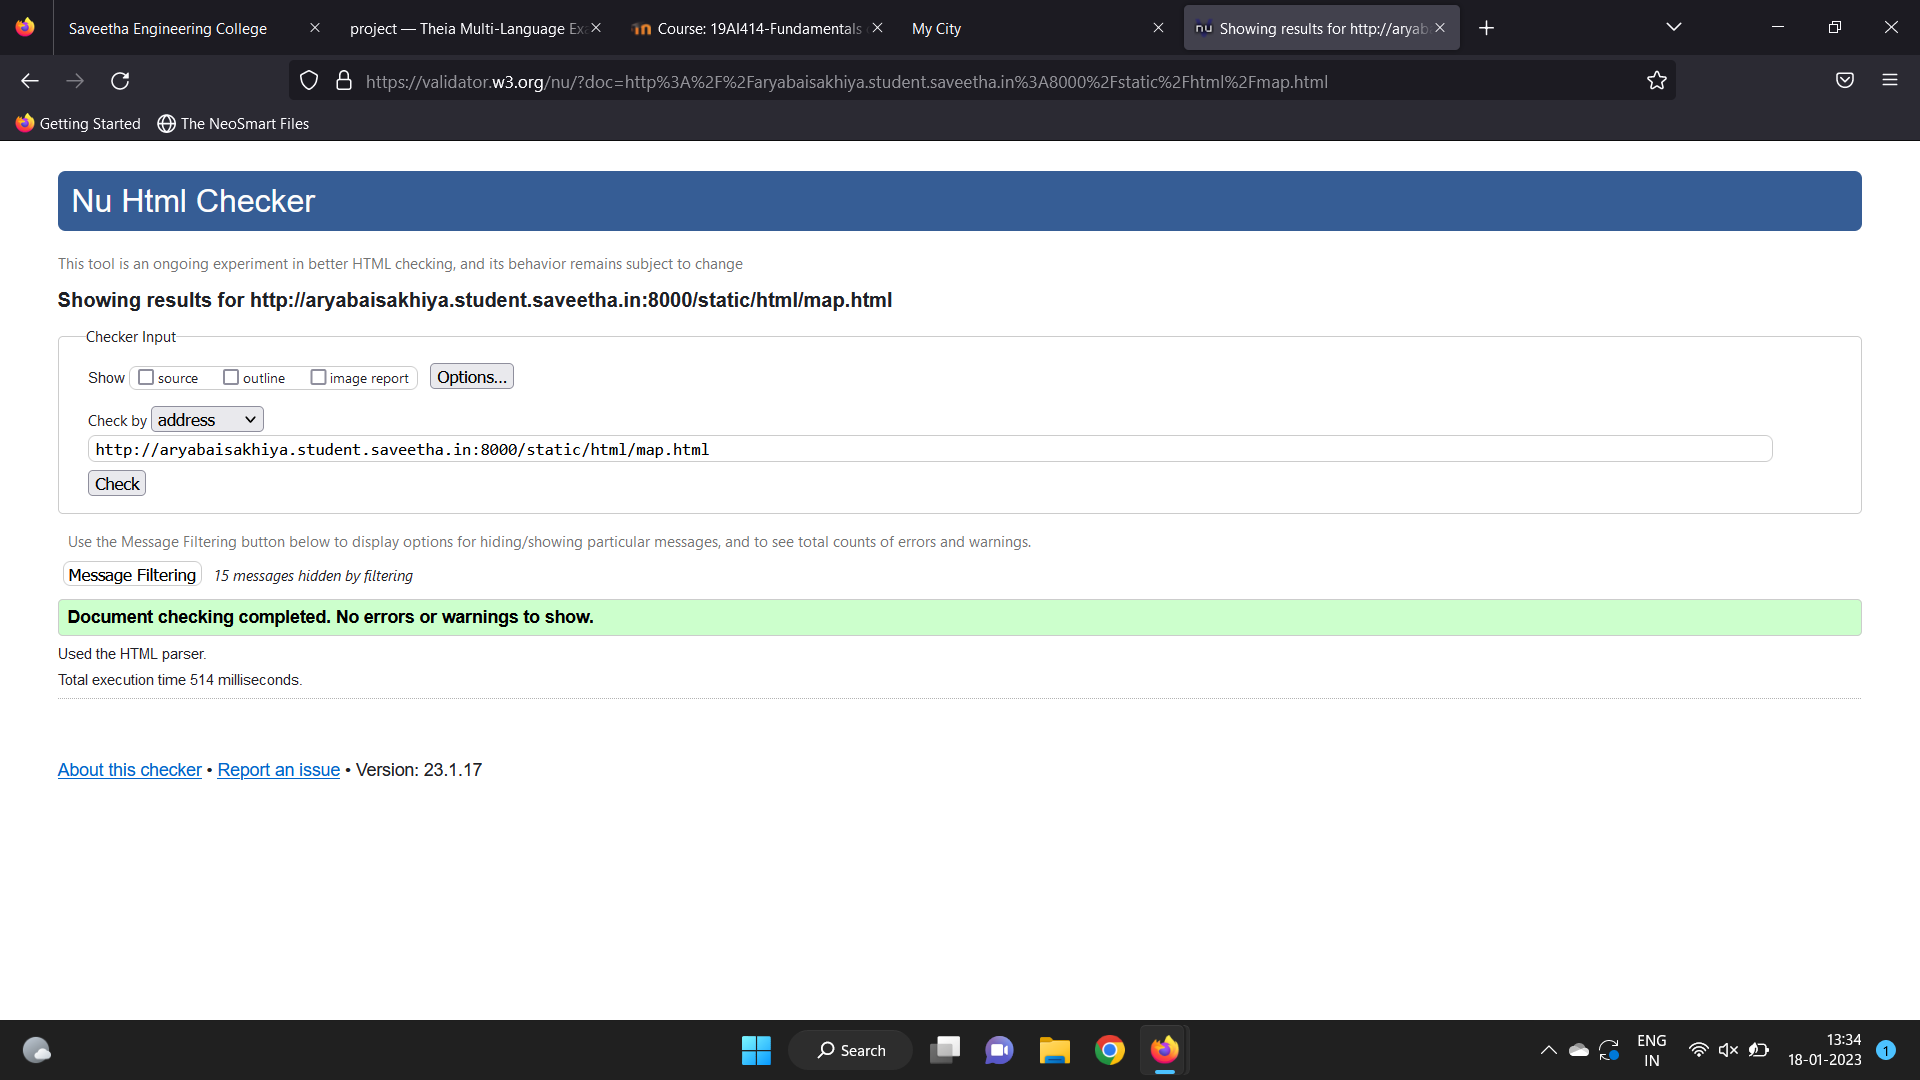 Saveetha Engineering College
project — Theia Multi-Language Ex
Course: 19AI414-Fundamentals
My City
nu Showing results for http://aryab
https://validator.w3.org/nu/?doc=http%3A%2F%2Faryabaisakhiya.student.saveetha.in%3A8000%2Fstatic%2Fhtml%2Fmap.html
Getting Started
The NeoSmart Files
Nu Html Checker
This tool is an ongoing experiment in better HTML checking, and its behavior remains subject to change
Showing results for http://aryabaisakhiya.student.saveetha.in:8000/static/html/map.html
Checker Input
Show source outline image report Options...
Check by address
http://aryabaisakhiya.student.saveetha.in:8000/static/html/map.html
Check
Use the Message Filtering button below to display options for hiding/showing particular messages, and to see total counts of errors and warnings.
Message Filtering 15 messages hidden by filtering
Document checking completed. No errors or warnings to show.
Used the HTML parser.
Total execution time 514 milliseconds.
About this checker • Report an issue • Version: 23.1.17
Search
ENG
IN
13:34
18-01-2023
1